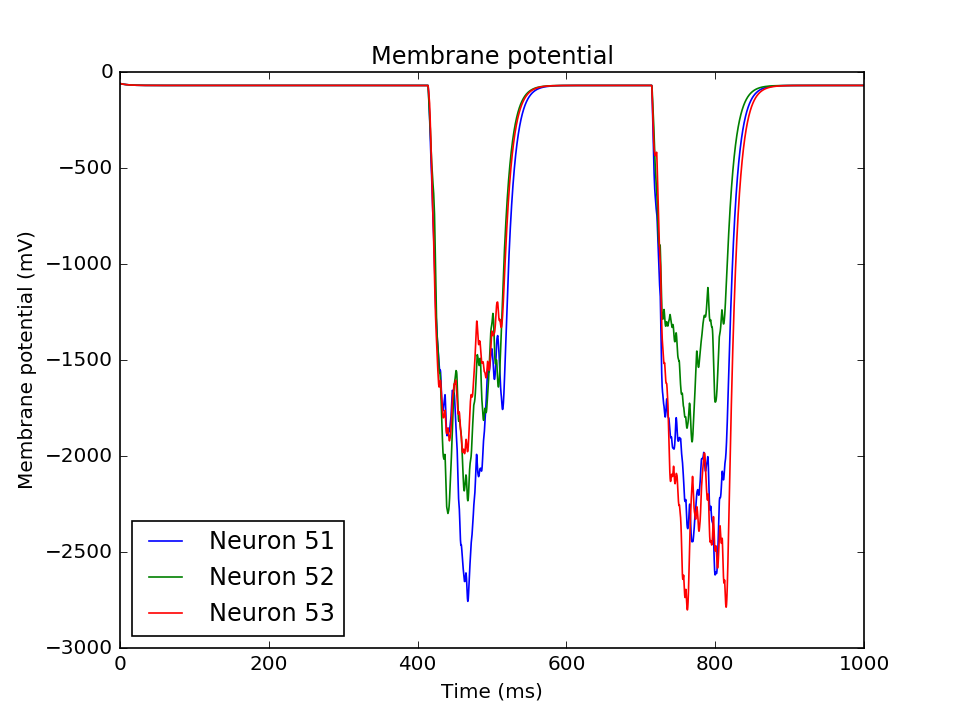 Membrane potential
0
−500
−1000
−1500
−2000
−2500
−3000
Membrane potential (mV)
Neuron 51
Neuron 52
Neuron 53
0 200 400 600 800 1000
Time (ms)